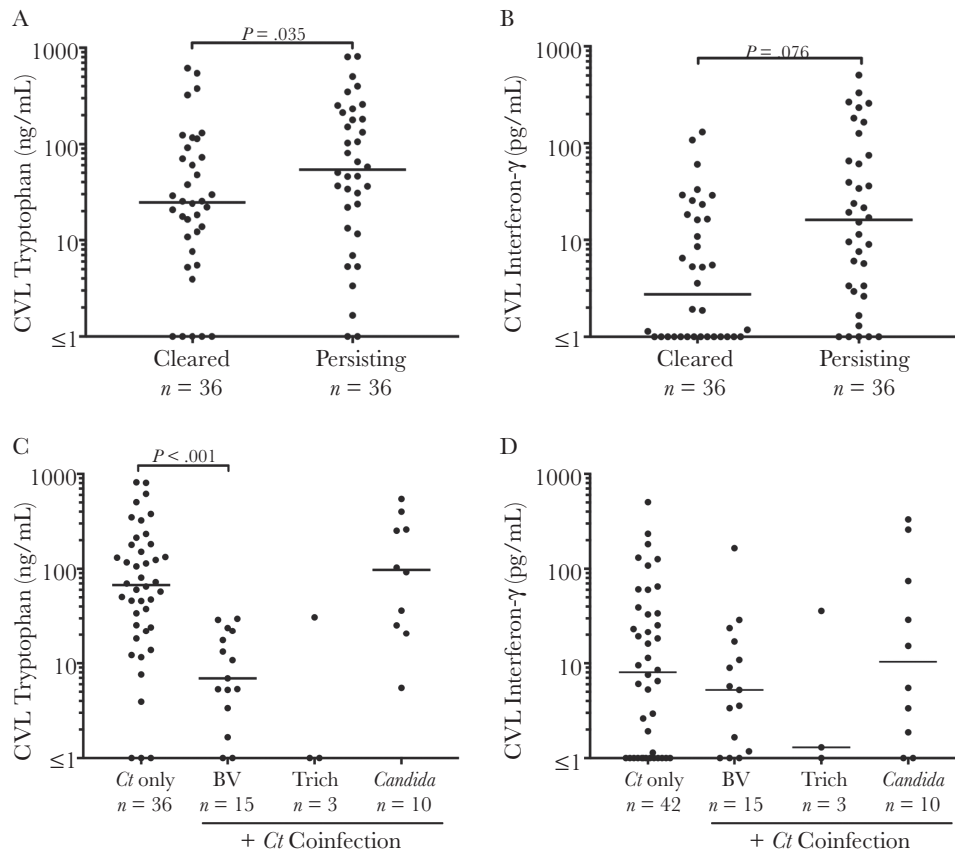 A
P = .035
CVL Tryptophan (ng/mL)
1000
100
10
≤1
Cleared
n = 36
Persisting
n = 36
B
P = .076
CVL Interferon-γ (pg/mL)
1000
100
10
≤1
Cleared
n = 36
Persisting
n = 36
C
P < .001
CVL Tryptophan (ng/mL)
1000
100
10
≤1
Ct only
n = 36
BV
n = 15
Trich
n = 3
Candida
n = 10
+ Ct Coinfection
D
CVL Interferon-γ (pg/mL)
1000
100
10
≤1
Ct only
n = 42
BV
n = 15
Trich
n = 3
Candida
n = 10
+ Ct Coinfection